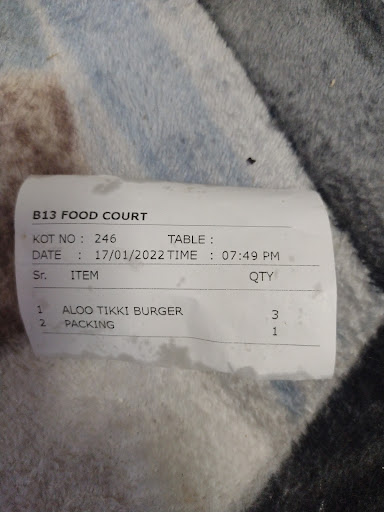 B13 FOOD COURT
KOT NO : 246 TABLE :
DATE : 17/01/2022 TIME : 07:49 PM
Sr. ITEM QTY
1 ALOO TIKKI BURGER 3
2 PACKING 1